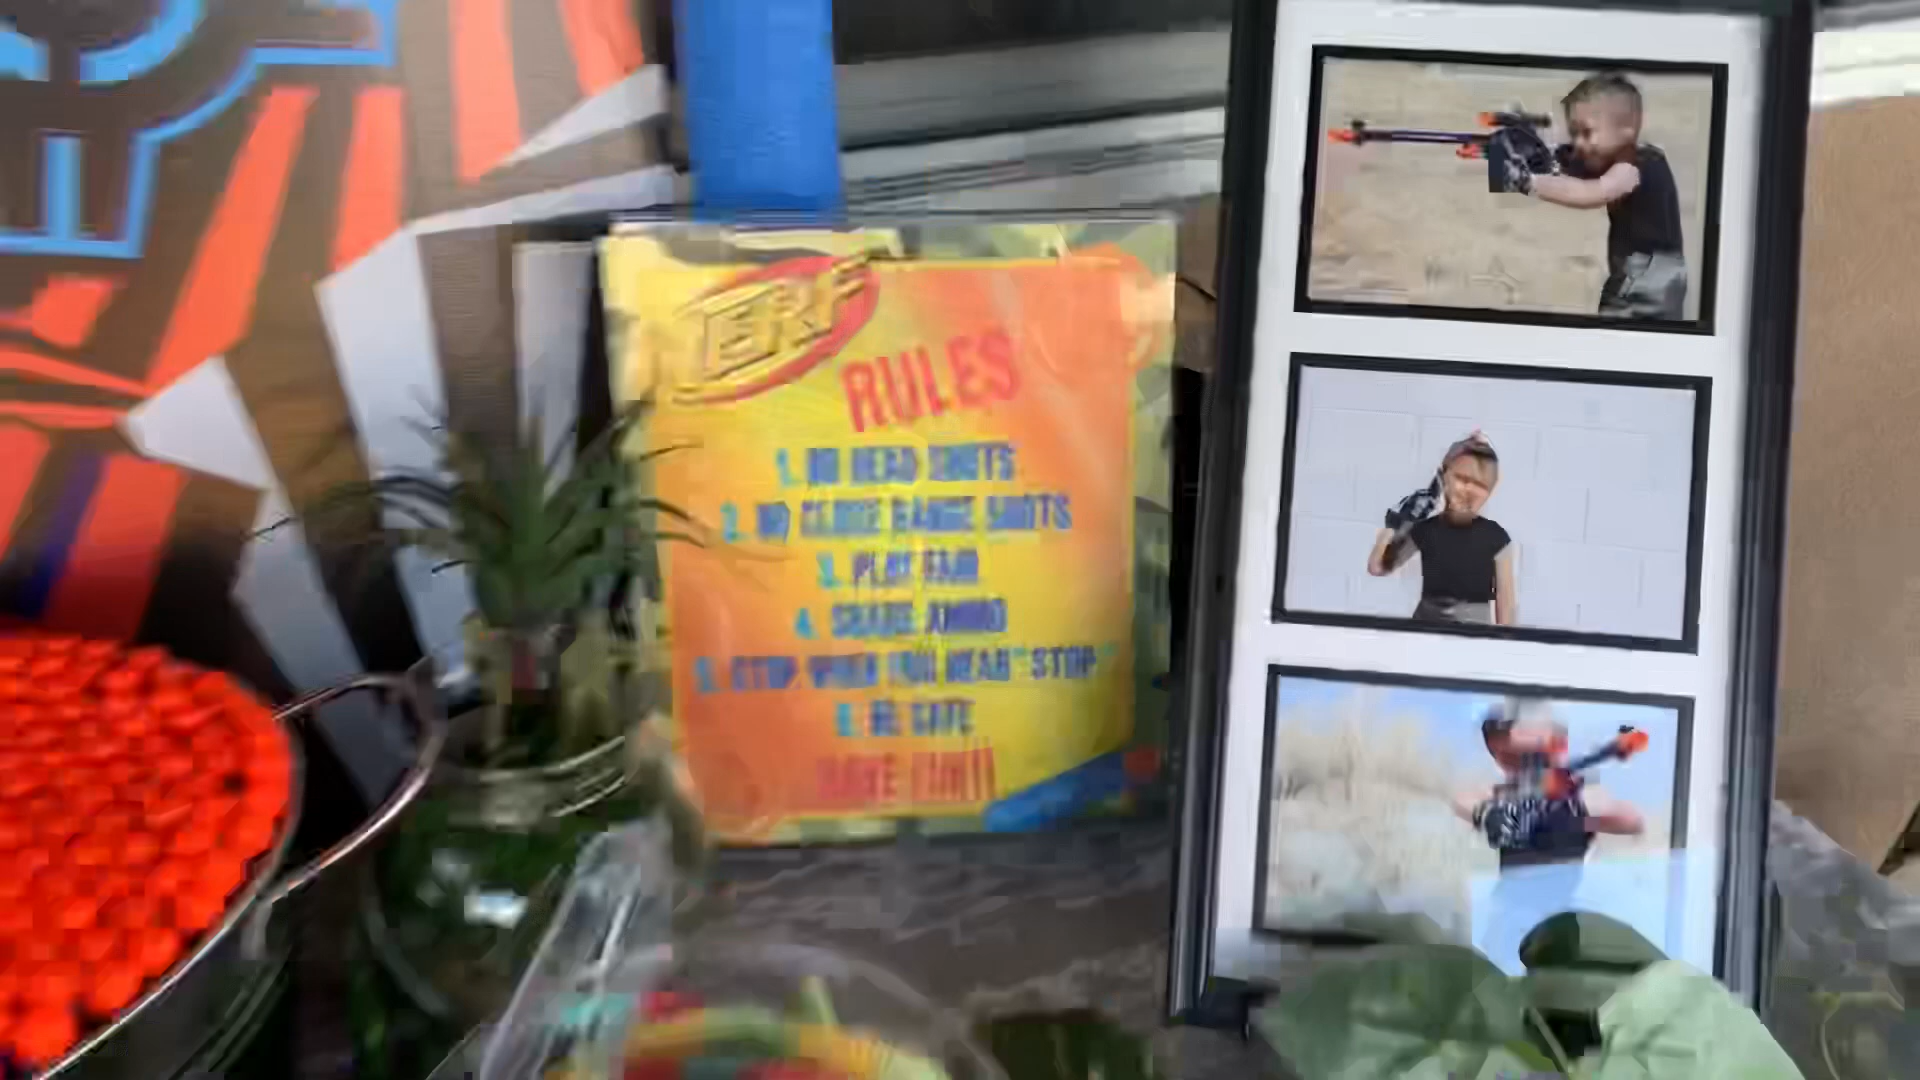 ERF
RULES
1. NO HEAD SHOTS
2. NO CLOSE RANGE SHOTS
3. PLAY FAIR
4. SHARE AMMO
5. STOP WHEN YOU HEAR "STOP"
6. BE SAFE
HAVE FUN!!